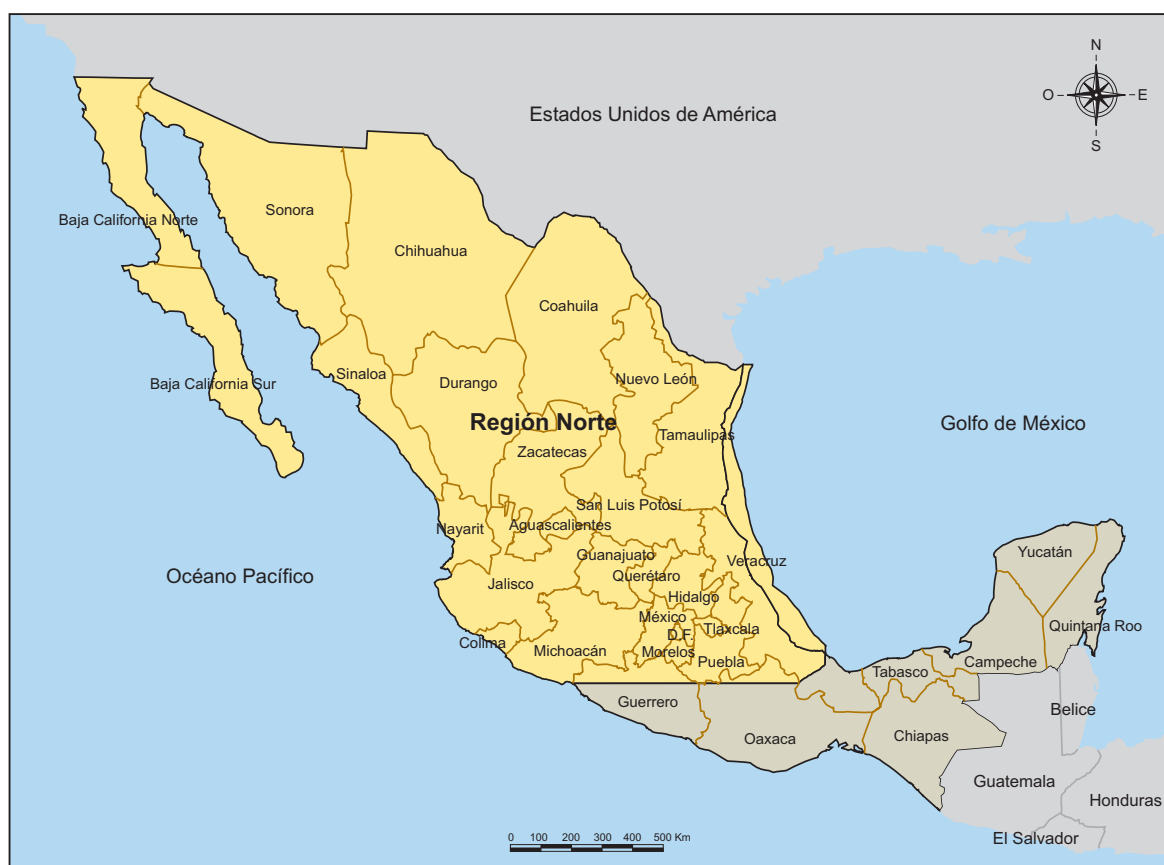 N
O
E
S
Estados Unidos de América
Baja California Norte
Sonora
Chihuahua
Coahuila
Baja California Sur
Sinaloa
Durango
Nuevo León
Región Norte
Golfo de México
Tamaulipas
Zacatecas
San Luis Potosí
Nayarit
Aguascalientes
Océano Pacífico
Guanajuato
Veracruz
Yucatán
Jalisco
Querétaro
Hidalgo
México
Quintana Roo
Colima
D.F.
Tlaxcala
Michoacán
Morelos
Puebla
Campeche
Tabasco
Guerrero
Belice
Oaxaca
Chiapas
Guatemala
Honduras
El Salvador
0 100 200 300 400 500 Km